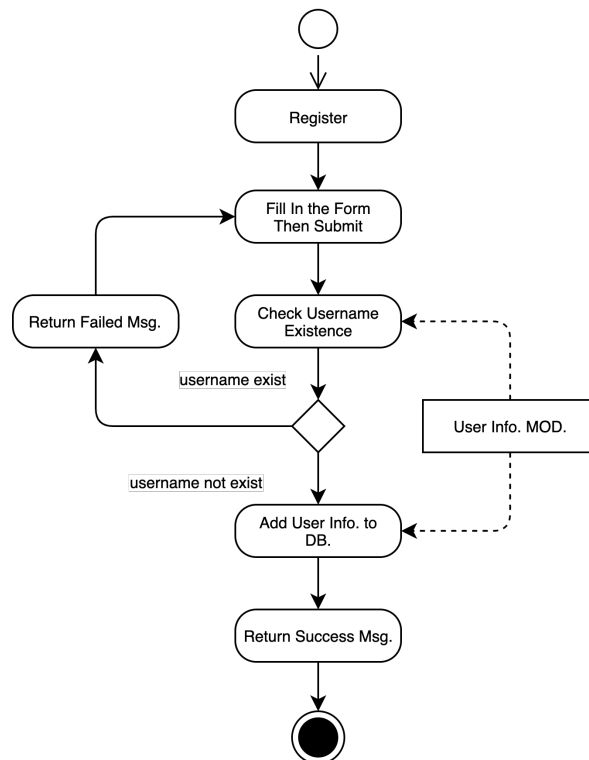 Register
Fill In the Form
Then Submit
Return Failed Msg.
Check Username
Existence
username exist
User Info. MOD.
username not exist
Add User Info. to
DB.
Return Success Msg.